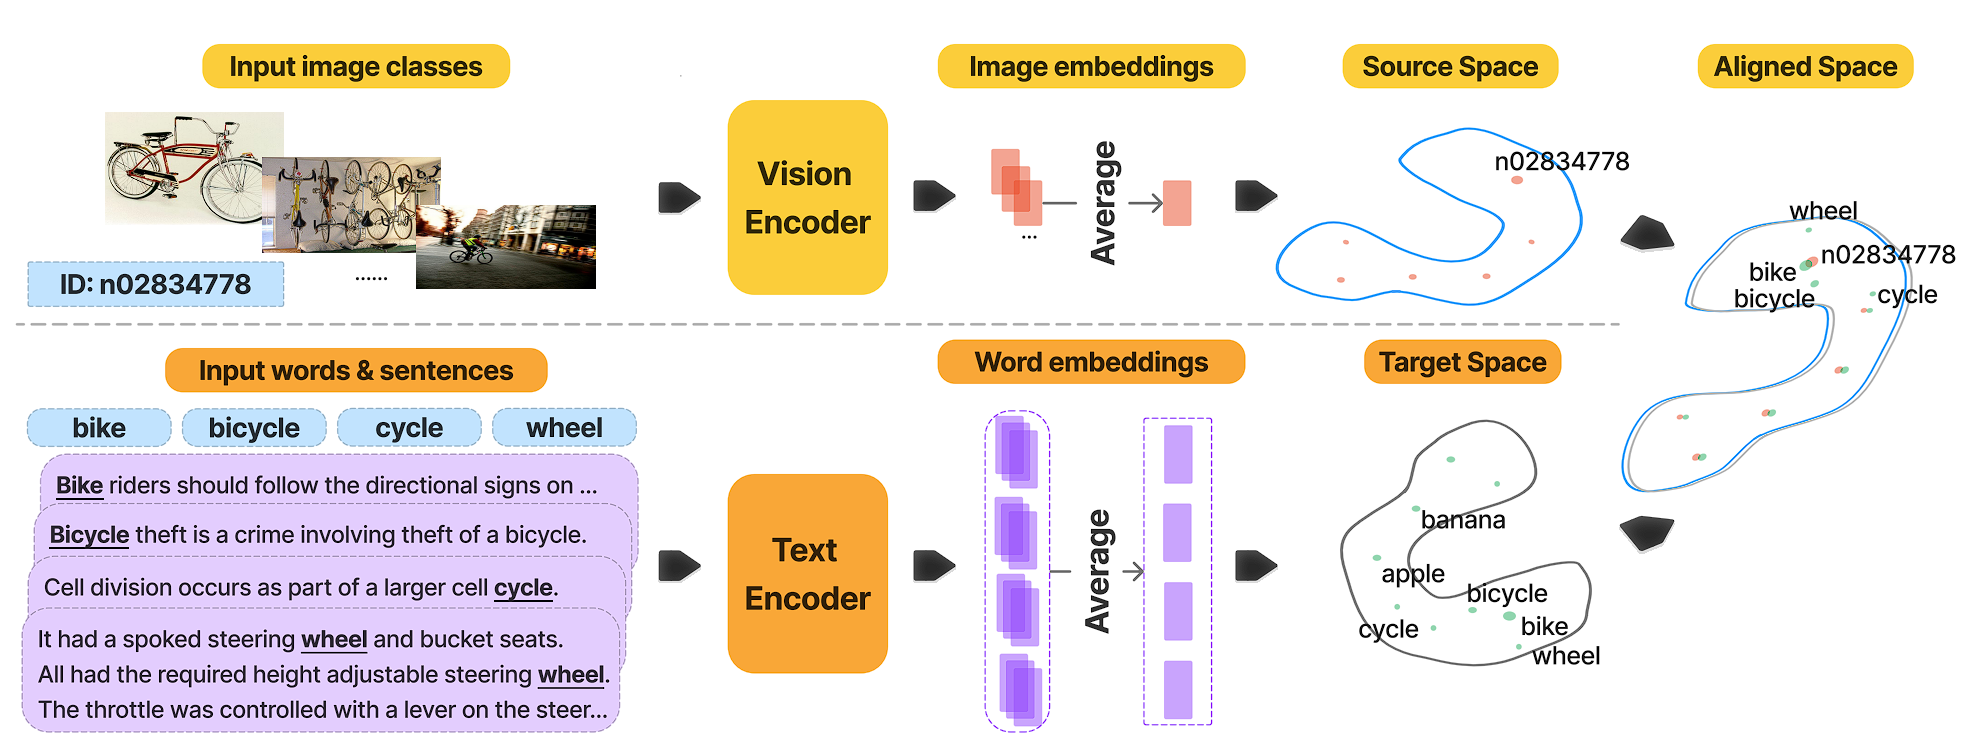 Input image classes
ID: n02834778
......
Vision
Encoder
Image embeddings
...
Average
Source Space
n02834778
Aligned Space
wheel
n02834778
bike
bicycle
cycle
Input words & sentences
bike
bicycle
cycle
wheel
Bike riders should follow the directional signs on ...
Bicycle theft is a crime involving theft of a bicycle.
Cell division occurs as part of a larger cell cycle.
It had a spoked steering wheel and bucket seats.
All had the required height adjustable steering wheel.
The throttle was controlled with a lever on the steer...
Text
Encoder
Word embeddings
Average
Target Space
banana
apple
bicycle
cycle
bike
wheel